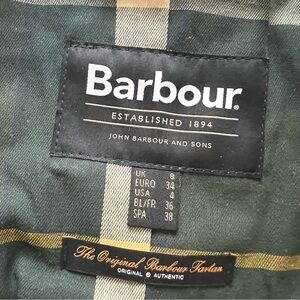 Barbour.
ESTABLISHED 1894
JOHN BARBOUR AND SONS
UK 8
EURO 34
USA 4
BL/FR 36
SPA 38
The Original Barbour Tartan
ORIGINAL & AUTHENTIC